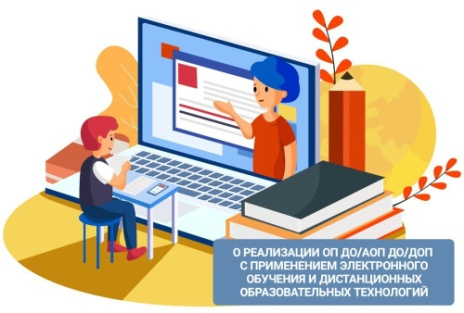 О РЕАЛИЗАЦИИ ОП ДО/АОП ДО/ДОП
С ПРИМЕНЕНИЕМ ЭЛЕКТРОННОГО
ОБУЧЕНИЯ И ДИСТАНЦИОННЫХ
ОБРАЗОВАТЕЛЬНЫХ ТЕХНОЛОГИЙ